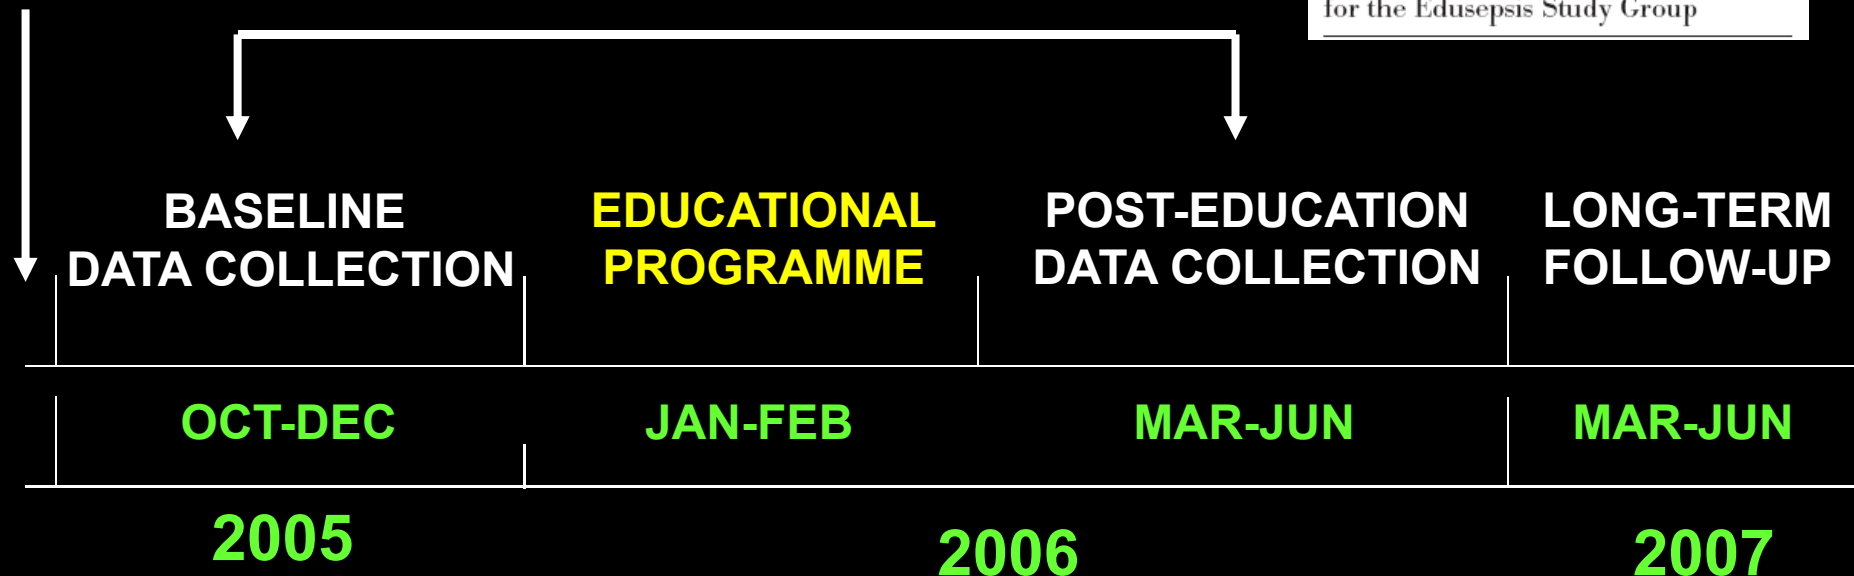 for the Edusepsis Study Group
BASELINE
DATA COLLECTION
EDUCATIONAL
PROGRAMME
POST-EDUCATION
DATA COLLECTION
LONG-TERM
FOLLOW-UP
OCT-DEC
JAN-FEB
MAR-JUN
MAR-JUN
2005
2006
2007